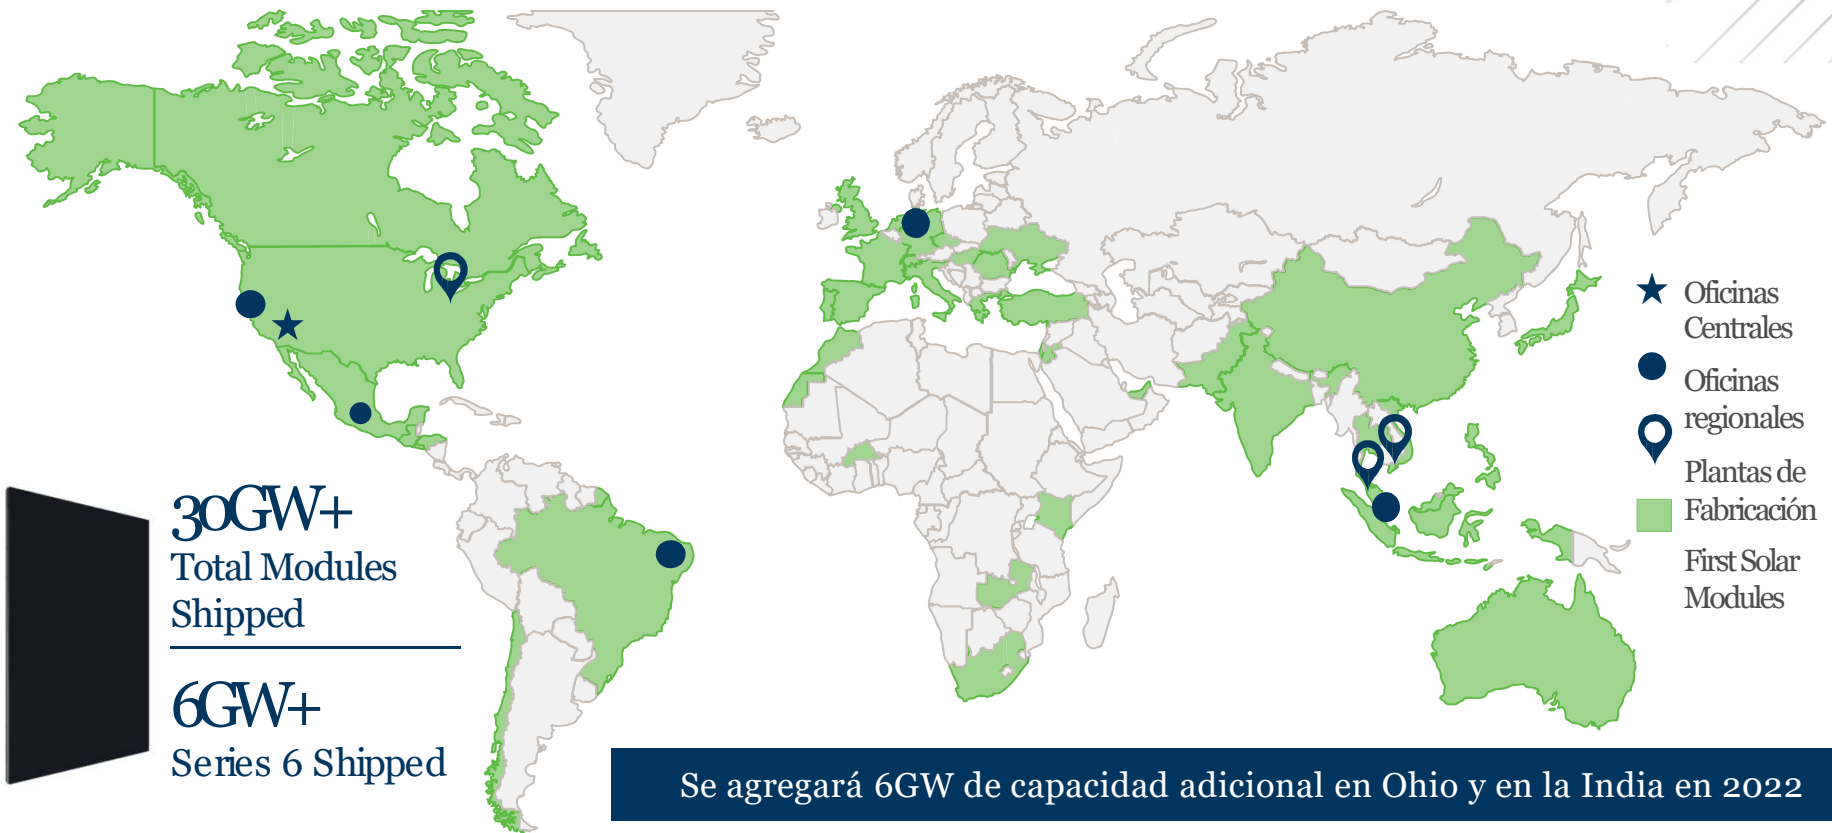 30GW+
Total Modules
Shipped
6GW+
Series 6 Shipped
Oficinas
Centrales
Oficinas
regionales
Plantas de
Fabricación
First Solar
Modules
Se agregará 6GW de capacidad adicional en Ohio y en la India en 2022